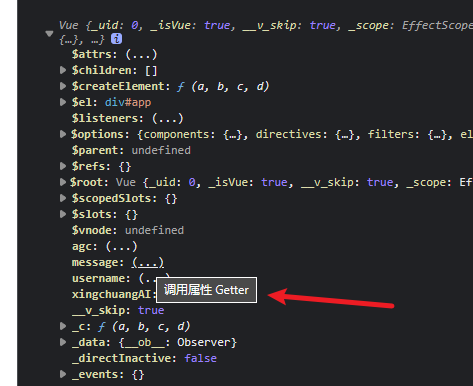 Vue {_uid: 0, _isVue: true, __v_skip: true, _scope: EffectScope
{…}, …} i
$attrs: (...)
$children: []
$createElement: ƒ (a, b, c, d)
$el: div#app
$listeners: (...)
$options: {components: {…}, directives: {…}, filters: {…}, el
$parent: undefined
$refs: {}
$root: Vue {_uid: 0, _isVue: true, __v_skip: true, _scope: Ef
$scopedSlots: {}
$slots: {}
$vnode: undefined
agc: (...)
message: (...)
username: (..
xingchuangAI: 调用属性 Getter
__v_skip: true
_c: ƒ (a, b, c, d)
_data: {__ob__: Observer}
_directInactive: false
_events: {}